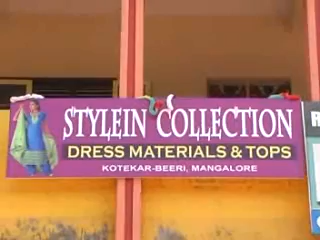 STYLEIN COLLECTION
DRESS MATERIALS & TOPS
KOTEKAR-BEERI, MANGALORE